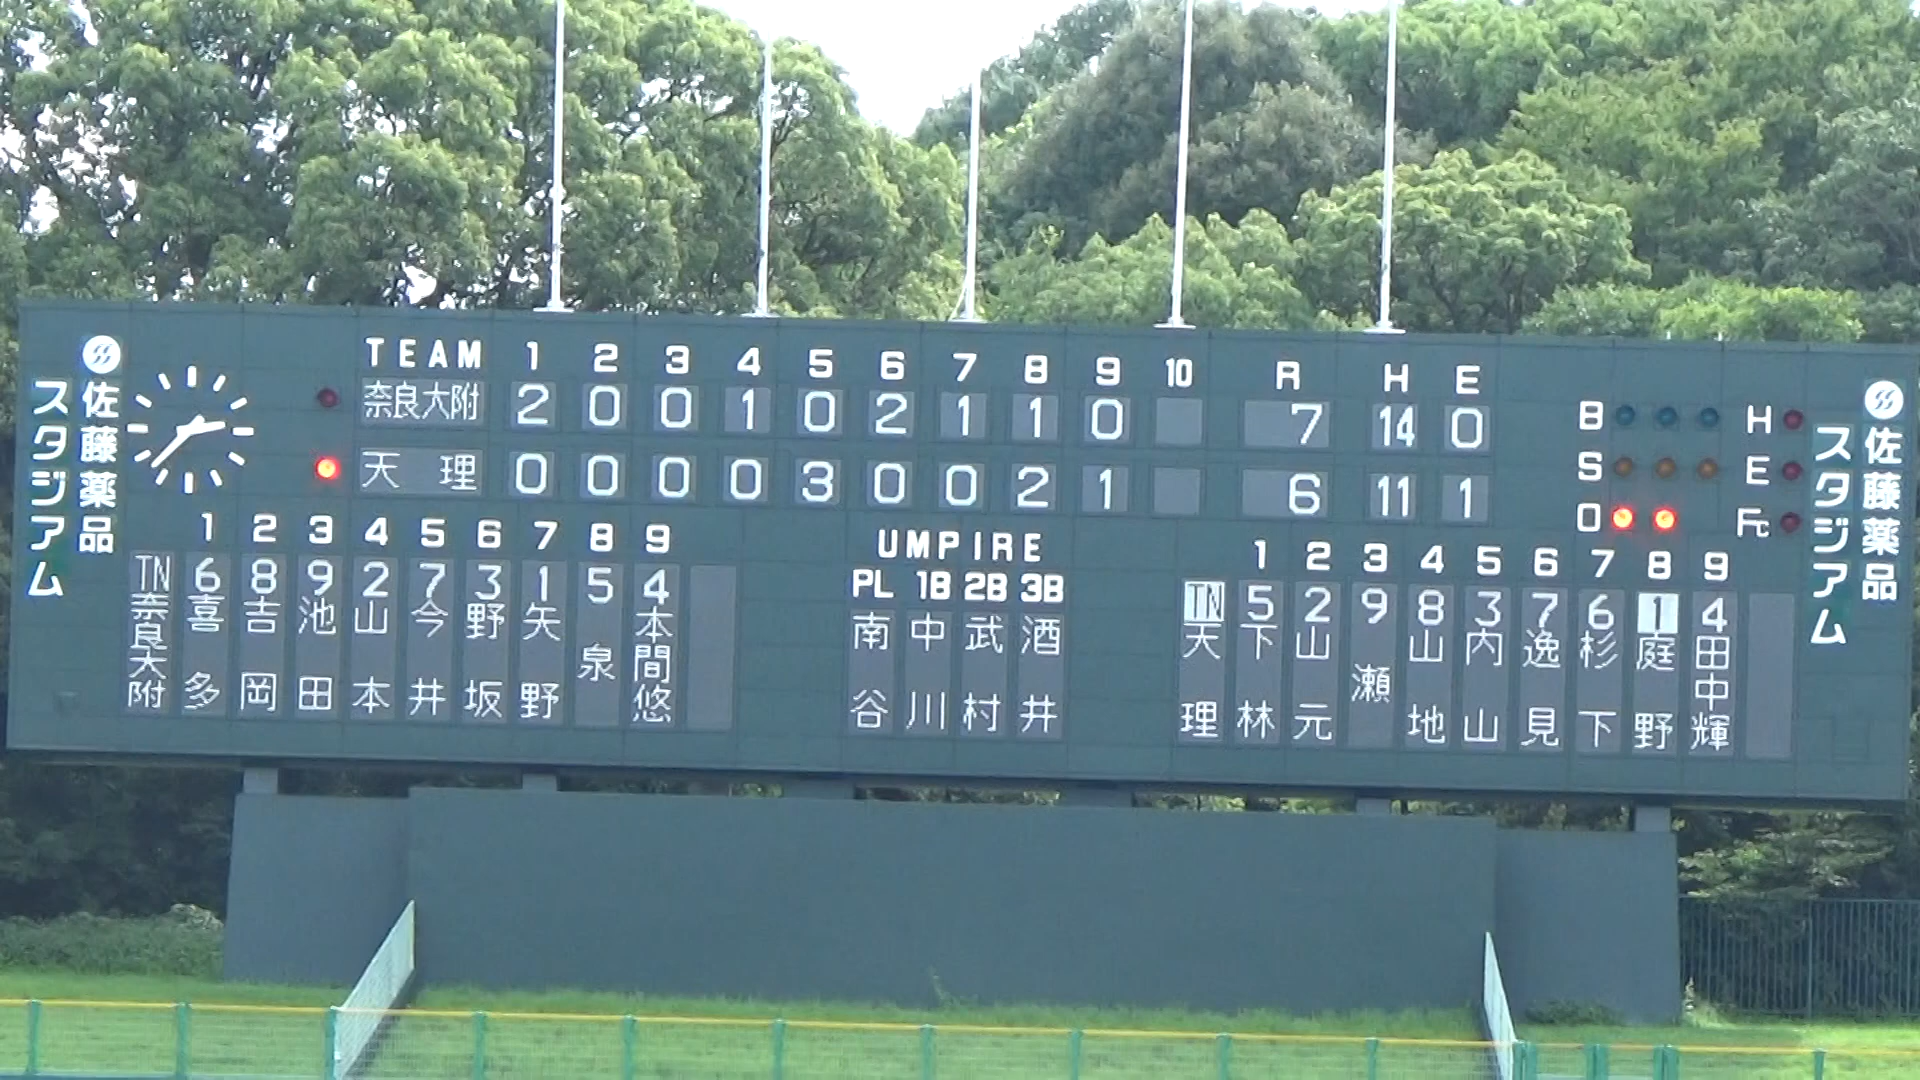 佐藤薬品
スタジアム
TEAM 1 2 3 4 5 6 7 8 9 10 R H E
奈良大附 2 0 0 1 0 2 1 1 0 7 14 0
天理 0 0 0 0 3 0 0 2 1 6 11 1
B H
S E
O Fc
1 2 3 4 5 6 7 8 9
TN 6 8 9 2 7 3 1 5 4
奈良大附 喜多 吉岡 池田 山本 今井 野坂 矢野 泉 本間悠
UMPIRE
PL 1B 2B 3B
南谷 中川 武村 酒井
1 2 3 4 5 6 7 8 9
TN 5 2 9 8 3 7 6 1 4
天理 下林 山元 瀬 山地 内山 逸見 杉下 庭野 田中輝
佐藤薬品
スタジアム